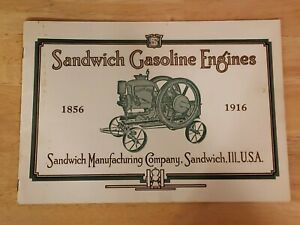 Sandwich Gasoline Engines
1856 1916
Sandwich Manufacturing Company, Sandwich, Ill., U.S.A.